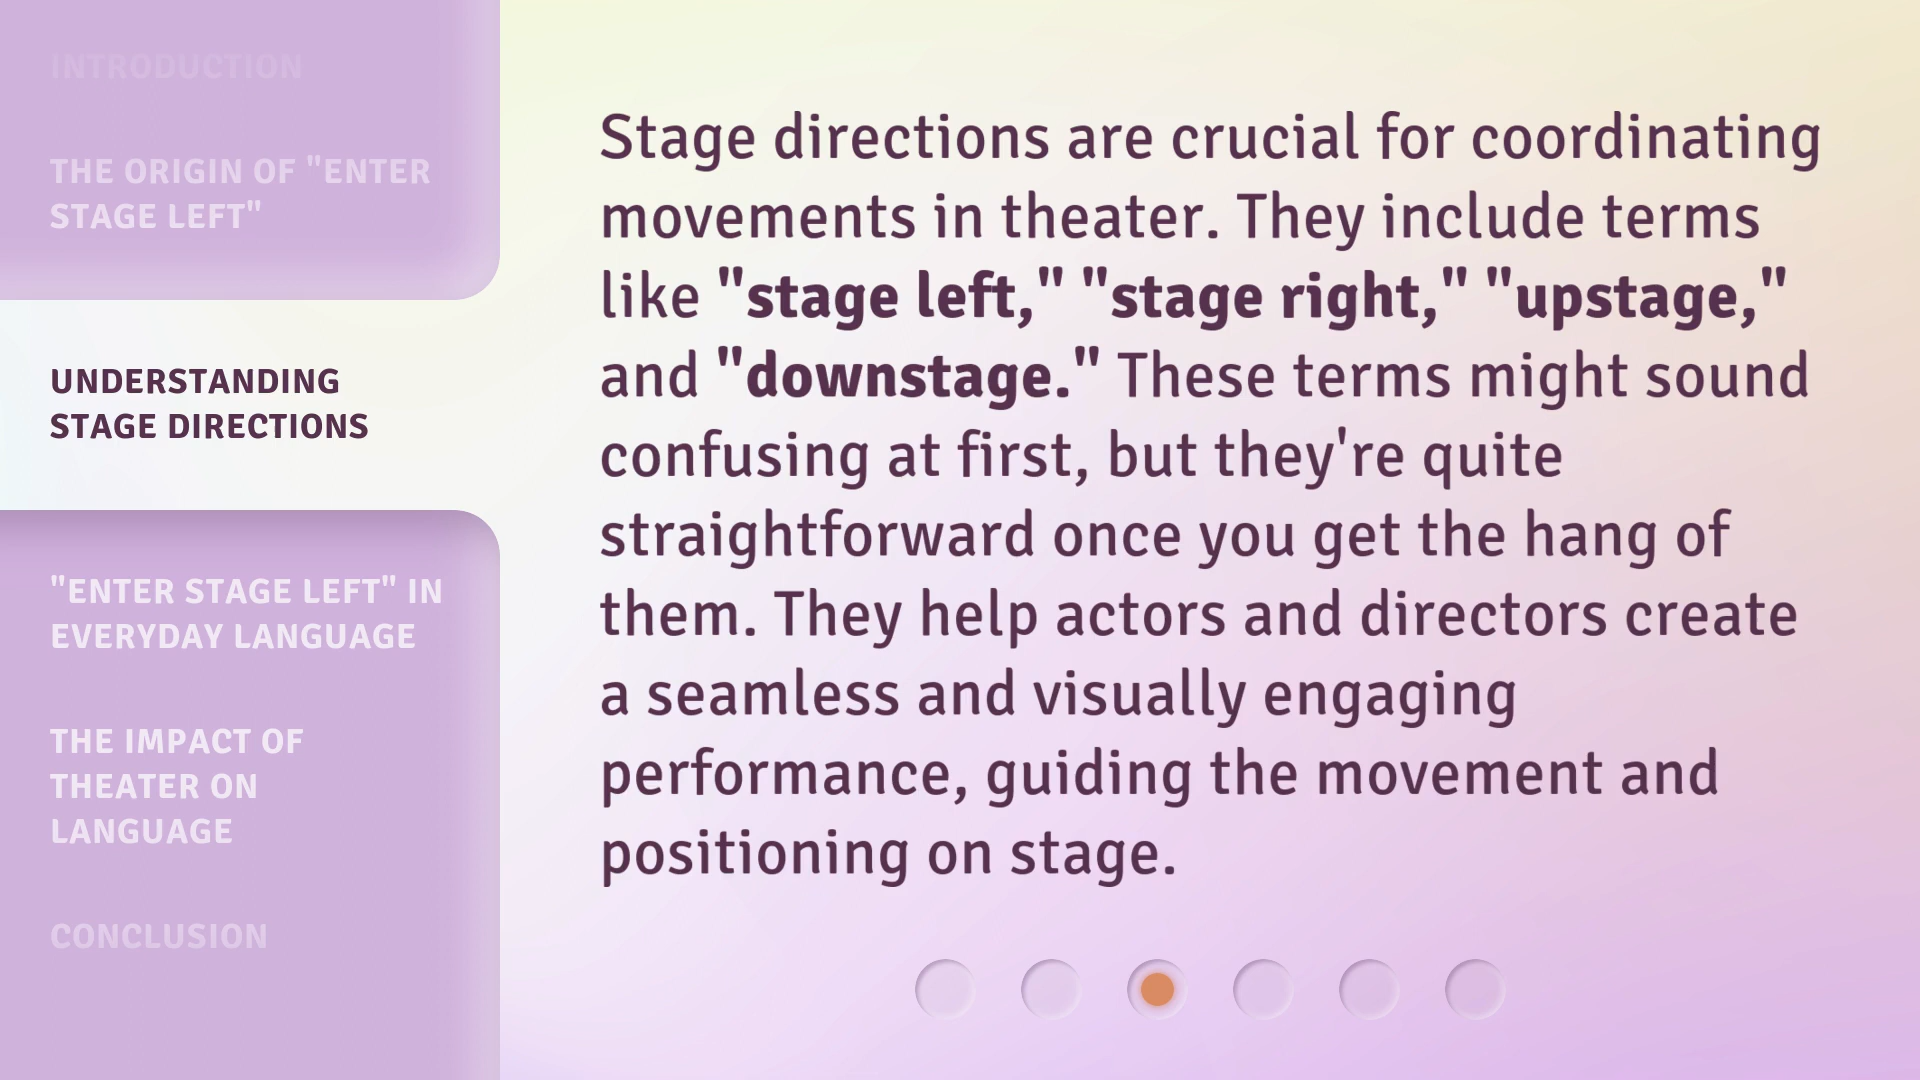 INTRODUCTION
THE ORIGIN OF "ENTER
STAGE LEFT"
UNDERSTANDING
STAGE DIRECTIONS
"ENTER STAGE LEFT" IN
EVERYDAY LANGUAGE
THE IMPACT OF
THEATER ON
LANGUAGE
CONCLUSION
Stage directions are crucial for coordinating
movements in theater. They include terms
like "stage left," "stage right," "upstage,"
and "downstage." These terms might sound
confusing at first, but they're quite
straightforward once you get the hang of
them. They help actors and directors create
a seamless and visually engaging
performance, guiding the movement and
positioning on stage.